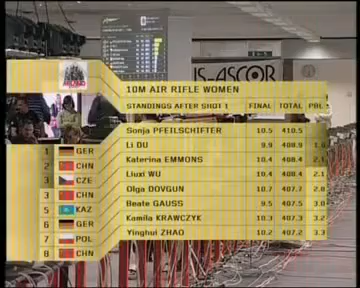 IS-ASCOR
10M AIR RIFLE WOMEN
STANDINGS AFTER SHOT 1 FINAL TOTAL PBL
Sonja PFEILSCHIFTER 10.5 410.5
1 GER Li DU 9.9 408.9 1.6
2 CHN Katerina EMMONS 10.4 408.4 2.1
3 CZE Liuxi WU 10.4 408.4 2.1
3 CHN Olga DOVGUN 10.7 407.7 2.8
5 KAZ Beate GAUSS 9.5 407.5 3.0
6 GER Kamila KRAWCZYK 10.3 407.3 3.2
7 POL Yinghui ZHAO 10.2 407.2 3.3
8 CHN